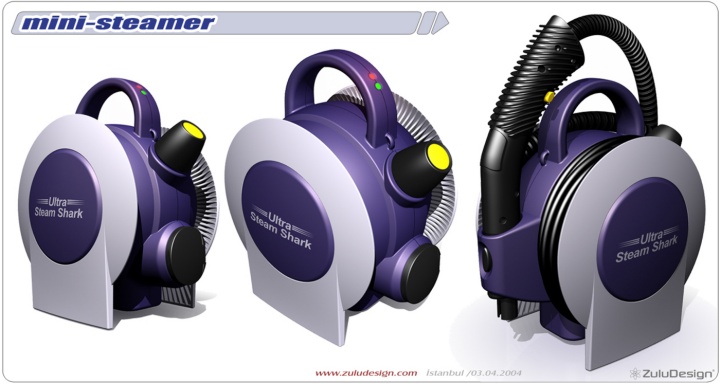 mini-steamer
Ultra
Steam Shark
Ultra
Steam Shark
Ultra
Steam Shark
www.zuludesign.com İstanbul /03.04.2004
ZuluDesign